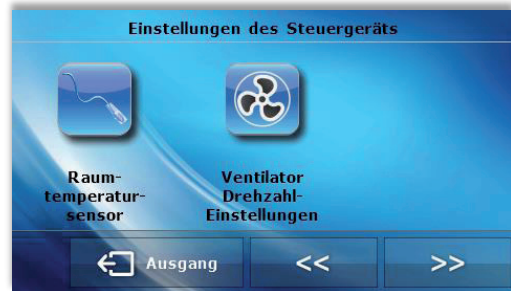 Einstellungen des Steuergeräts
Raum-
temperatur-
sensor
Ventilator
Drehzahl-
Einstellungen
Ausgang
<<
>>